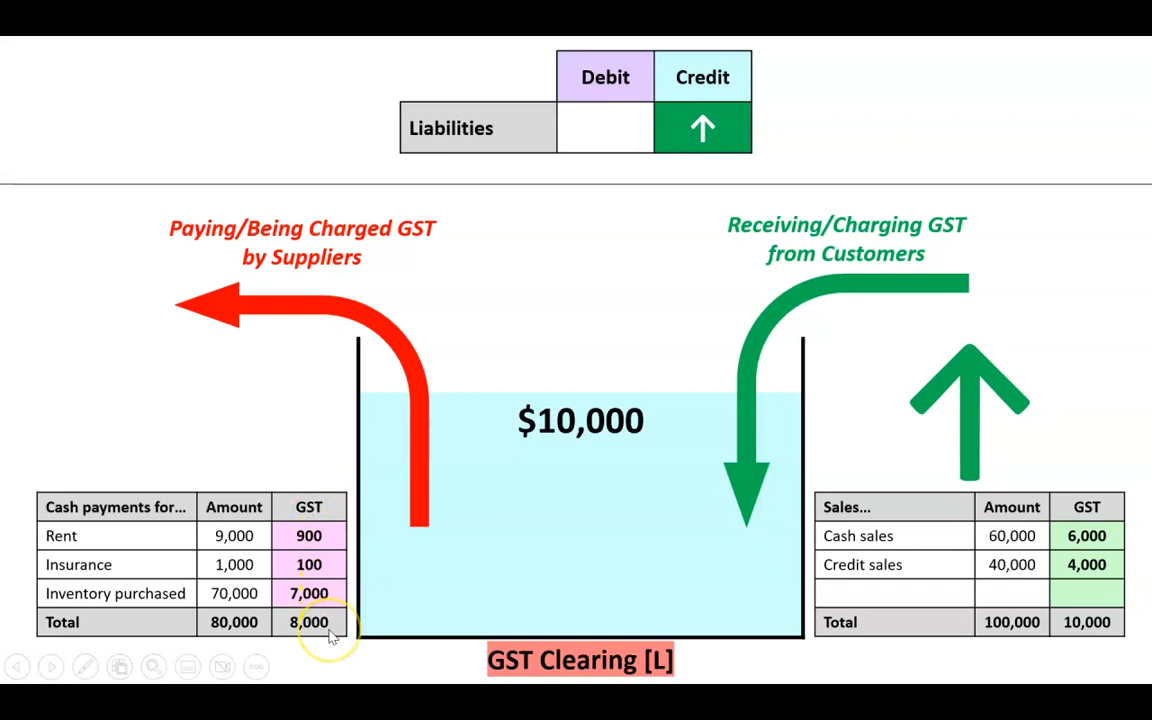 Debit Credit
Liabilities
Paying/Being Charged GST
by Suppliers
Receiving/Charging GST
from Customers
$10,000
Cash payments for... Amount GST
Rent 9,000 900
Insurance 1,000 100
Inventory purchased 70,000 7,000
Total 80,000 8,000
Sales... Amount GST
Cash sales 60,000 6,000
Credit sales 40,000 4,000
Total 100,000 10,000
GST Clearing [L]